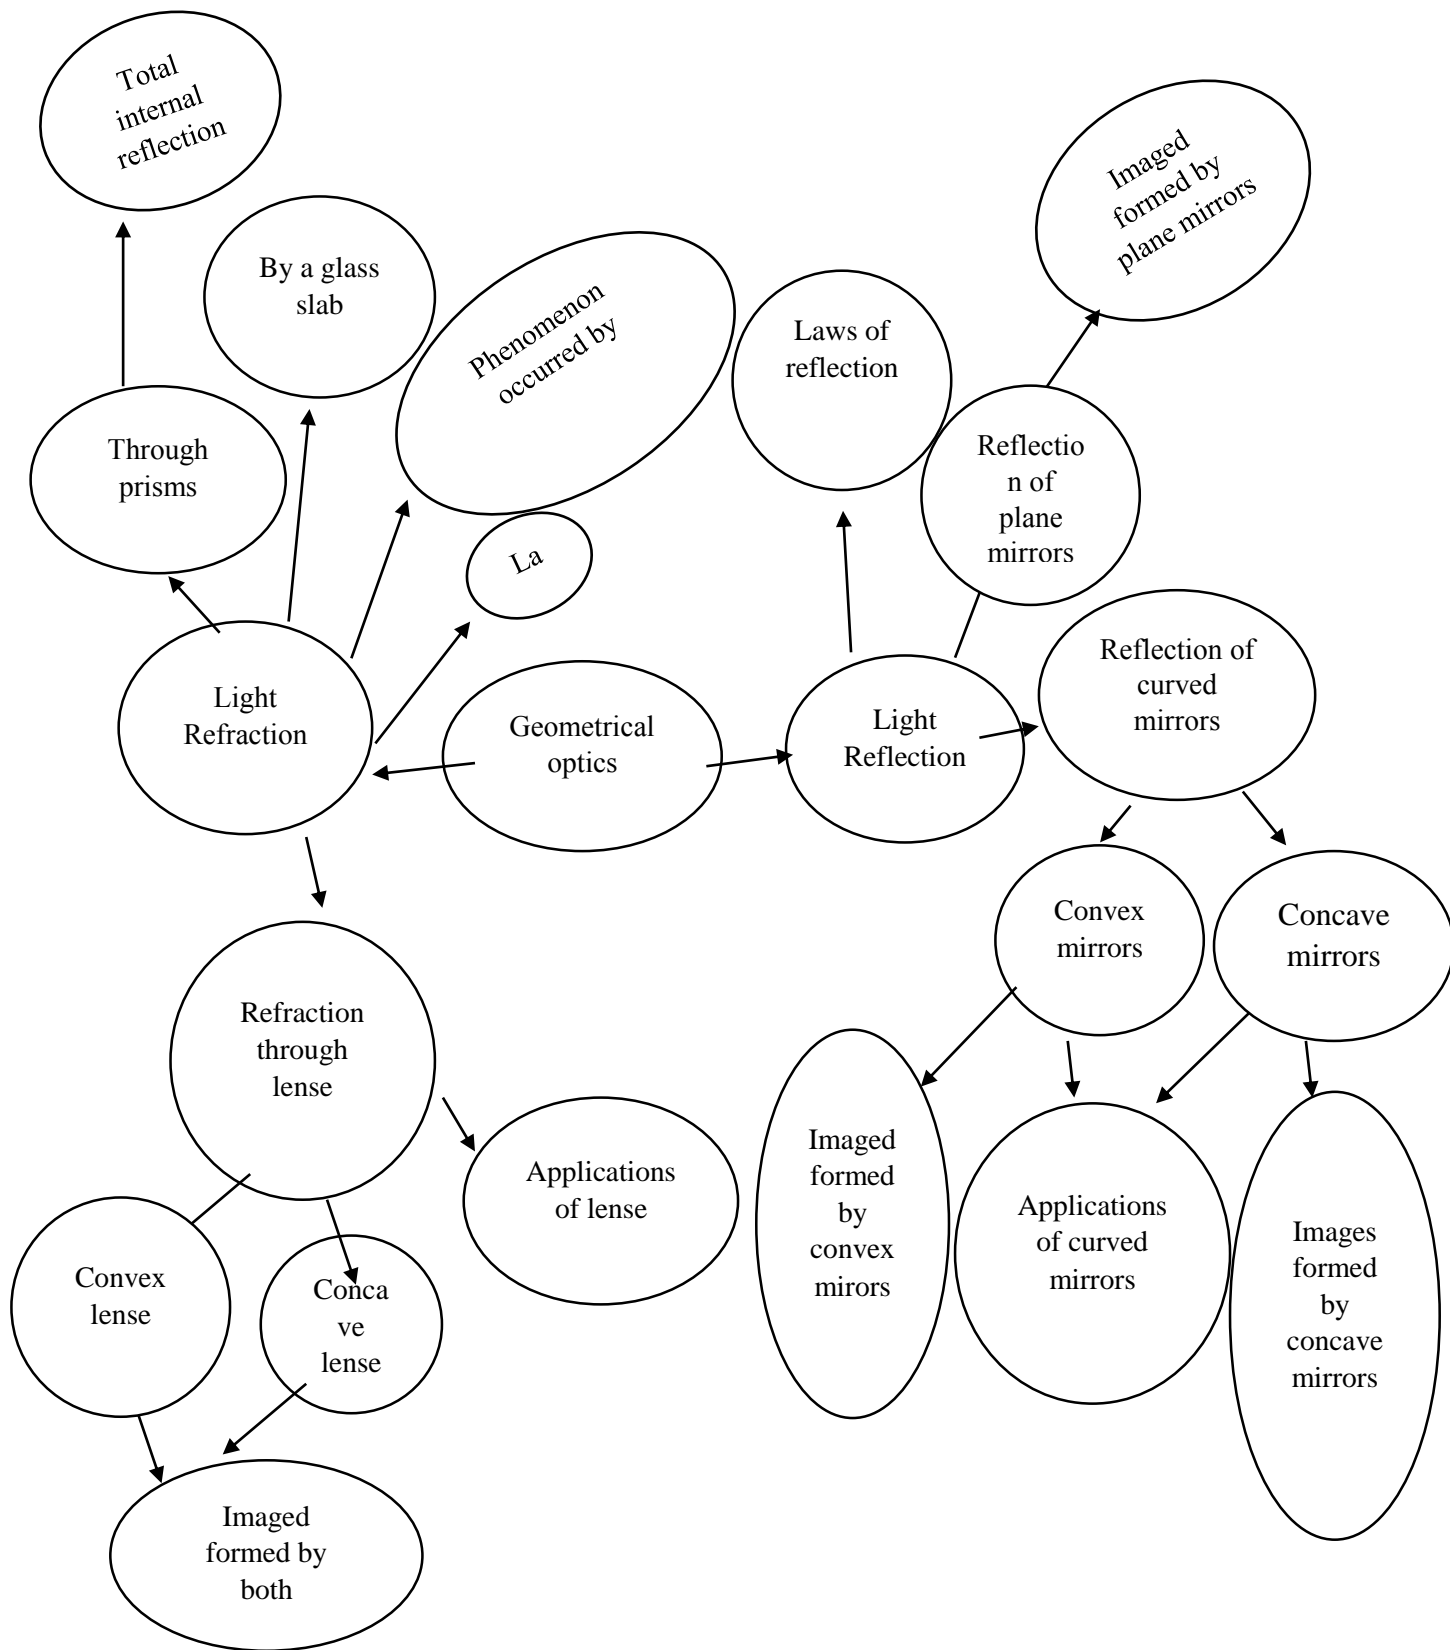 Total
internal
reflection
Imaged
formed by
plane mirrors
By a glass
slab
Phenomenon
occurred by
Laws of
reflection
Through
prisms
Reflectio
n of
plane
mirrors
La
Reflection of
curved
mirrors
Light
Refraction
Geometrical
optics
Light
Reflection
Convex
mirrors
Concave
mirrors
Refraction
through
lense
Applications
of lense
Imaged
formed
by
convex
mirors
Applications
of curved
mirrors
Images
formed
by
concave
mirrors
Convex
lense
Conca
ve
lense
Imaged
formed by
both